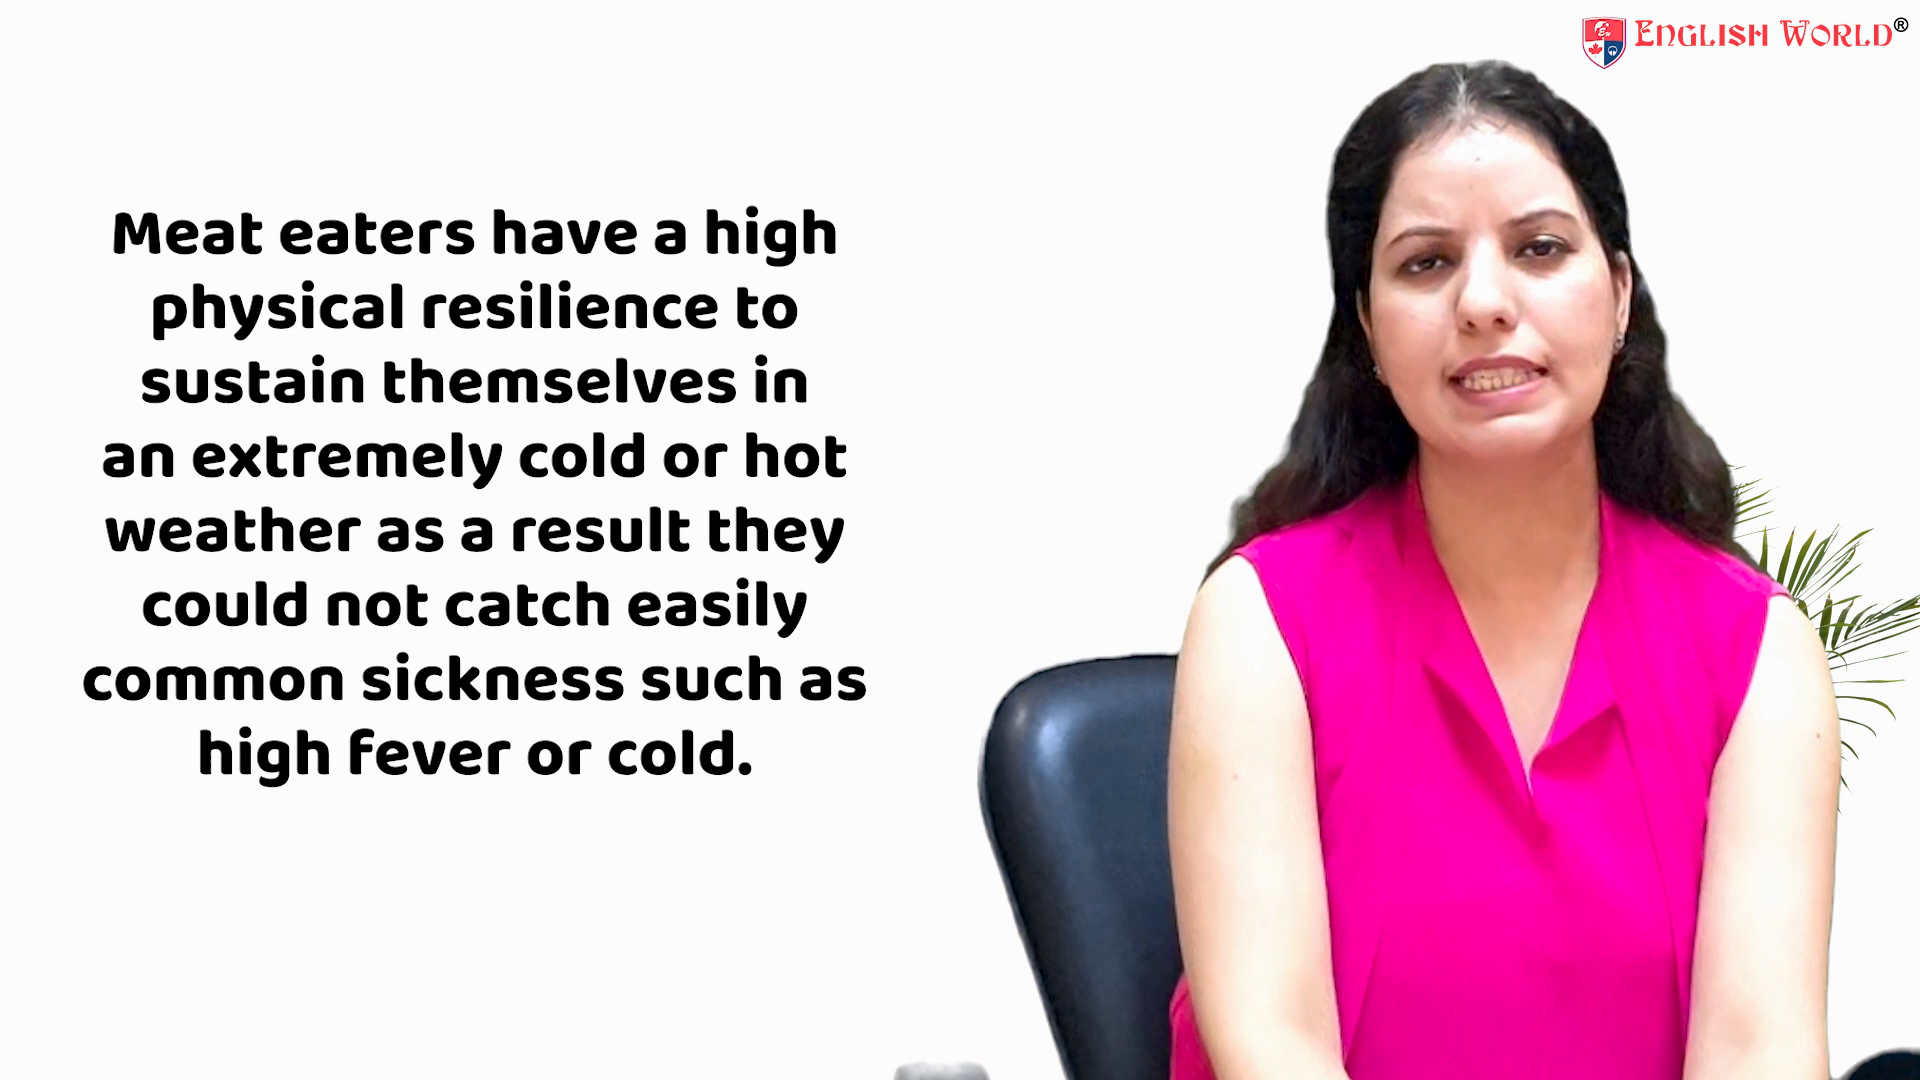 ENGLISH WORLD®
Meat eaters have a high
physical resilience to
sustain themselves in
an extremely cold or hot
weather as a result they
could not catch easily
common sickness such as
high fever or cold.